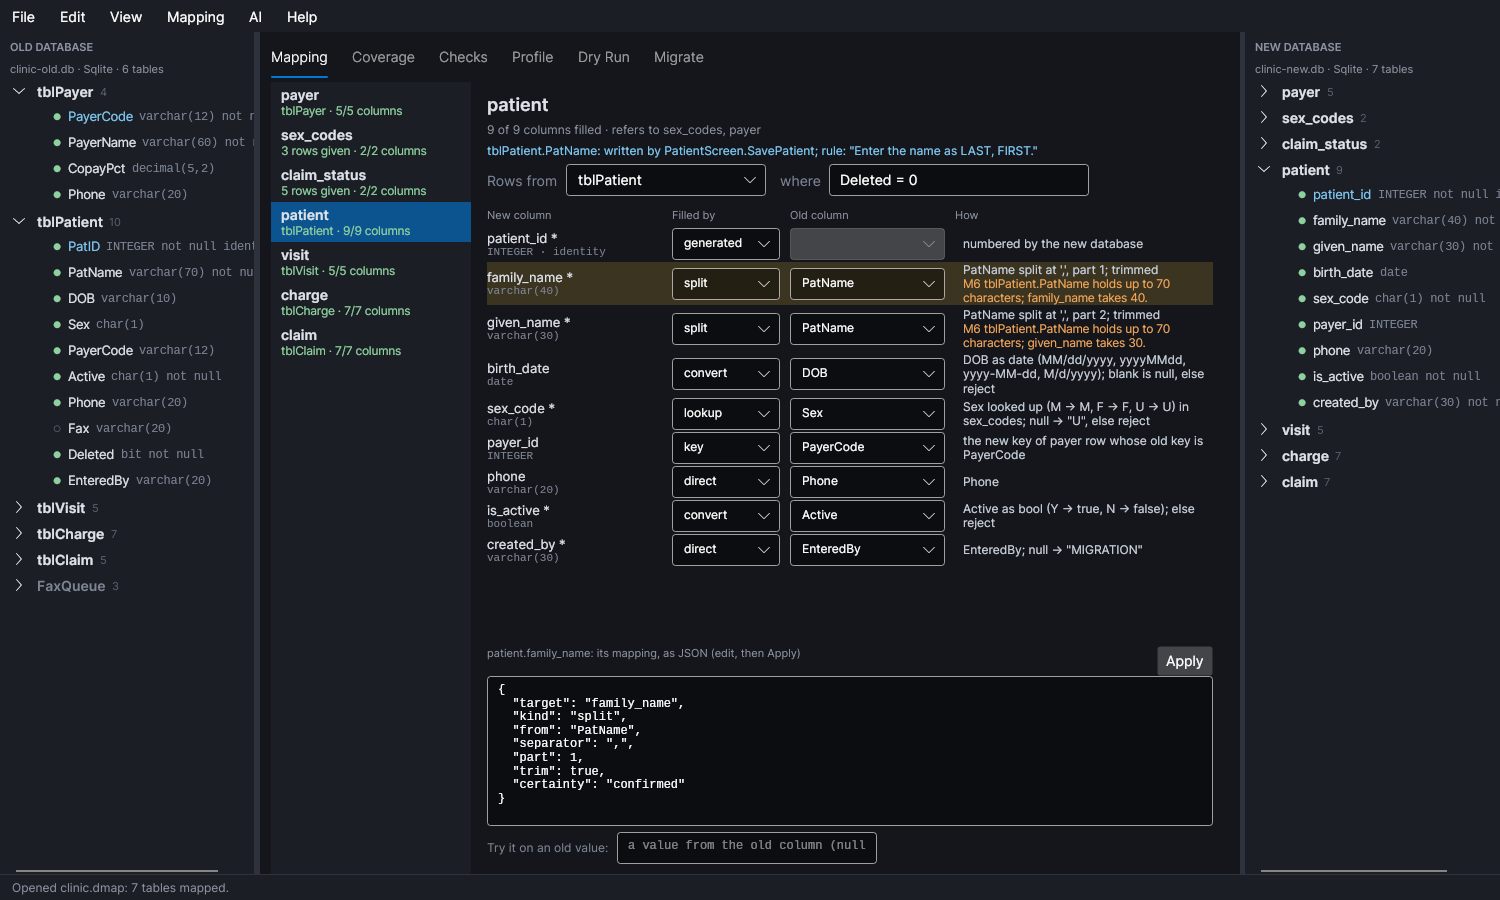 File Edit View Mapping AI Help
OLD DATABASE
clinic-old.db · Sqlite · 6 tables
tblPayer 4
PayerCode varchar(12) not
PayerName varchar(60) not
CopayPct decimal(5,2)
Phone varchar(20)
tblPatient 10
PatID INTEGER not null ident
PatName varchar(70) not nu
DOB varchar(10)
Sex char(1)
PayerCode varchar(12)
Active char(1) not null
Phone varchar(20)
Fax varchar(20)
Deleted bit not null
EnteredBy varchar(20)
tblVisit 5
tblCharge 7
tblClaim 5
FaxQueue 3
Mapping Coverage Checks Profile Dry Run Migrate
payer
tblPayer · 5/5 columns
sex_codes
3 rows given · 2/2 columns
claim_status
5 rows given · 2/2 columns
patient
tblPatient · 9/9 columns
visit
tblVisit · 5/5 columns
charge
tblCharge · 7/7 columns
claim
tblClaim · 7/7 columns
patient
9 of 9 columns filled · refers to sex_codes, payer
tblPatient.PatName: written by PatientScreen.SavePatient; rule: "Enter the name as LAST, FIRST."
Rows from tblPatient where Deleted = 0
New column Filled by Old column How
patient_id * generated numbered by the new database
INTEGER · identity
family_name * split PatName PatName split at ',', part 1; trimmed
varchar(40) M6 tblPatient.PatName holds up to 70
characters; family_name takes 40.
given_name * split PatName PatName split at ',', part 2; trimmed
varchar(30) M6 tblPatient.PatName holds up to 70
characters; given_name takes 30.
birth_date convert DOB DOB as date (MM/dd/yyyy, yyyyMMdd,
date yyyy-MM-dd, M/d/yyyy); blank is null, else
reject
sex_code * lookup Sex Sex looked up (M → M, F → F, U → U) in
char(1) sex_codes; null → "U", else reject
payer_id key PayerCode the new key of payer row whose old key is
INTEGER PayerCode
phone direct Phone Phone
varchar(20)
is_active * convert Active Active as bool (Y → true, N → false); else
boolean reject
created_by * direct EnteredBy EnteredBy; null → "MIGRATION"
varchar(30)
patient.family_name: its mapping, as JSON (edit, then Apply)
Apply
{
"target": "family_name",
"kind": "split",
"from": "PatName",
"separator": ",",
"part": 1,
"trim": true,
"certainty": "confirmed"
}
Try it on an old value: a value from the old column (null
NEW DATABASE
clinic-new.db · Sqlite · 7 tables
payer 5
sex_codes 2
claim_status 2
patient 9
patient_id INTEGER not null
family_name varchar(40) not
given_name varchar(30) not
birth_date date
sex_code char(1) not null
payer_id INTEGER
phone varchar(20)
is_active boolean not null
created_by varchar(30) not
visit 5
charge 7
claim 7
Opened clinic.dmap: 7 tables mapped.